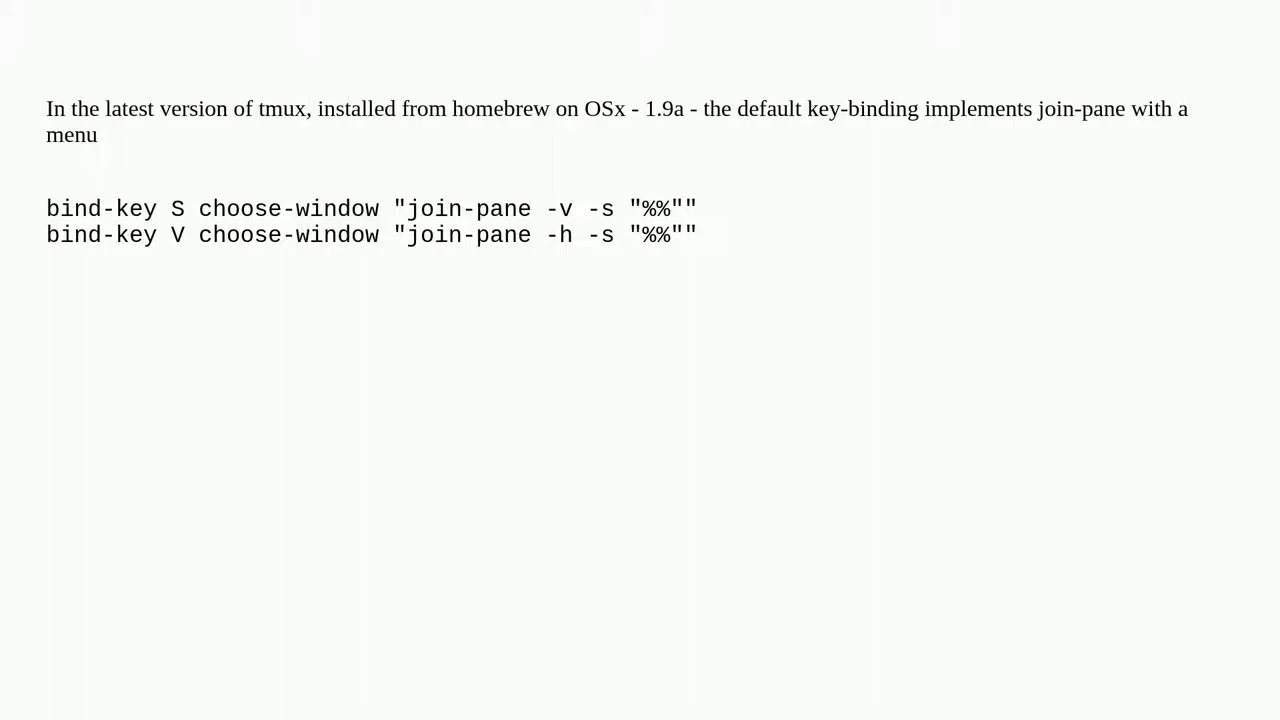 In the latest version of tmux, installed from homebrew on OSx - 1.9a - the default key-binding implements join-pane with a
menu
bind-key S choose-window "join-pane -v -s "%%""
bind-key V choose-window "join-pane -h -s "%%""